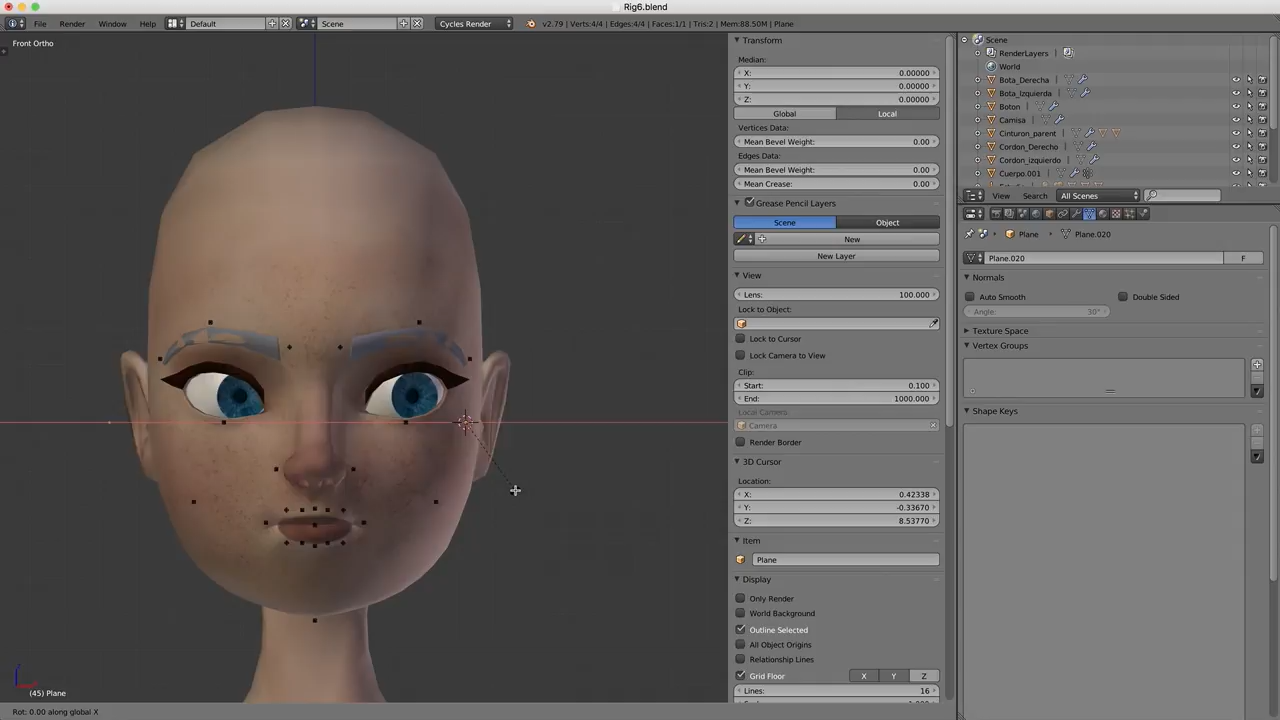 Rig6.blend
File Render Window Help Default Scene Cycles Render v2.79 | Verts:4/4 | Edges:4/4 | Faces:1/1 | Tris:2 | Mem:88.50M | Plane
Front Ortho
(45) Plane
Rot: 0.00 along global X
Transform
Median:
X: 0.00000
Y: 0.00000
Z: 0.00000
Global Local
Vertices Data:
Mean Bevel Weight: 0.00
Edges Data:
Mean Bevel Weight: 0.00
Mean Crease: 0.00
Grease Pencil Layers
Scene Object
New
New Layer
View
Lens: 100.000
Lock to Object:
Lock to Cursor
Lock Camera to View
Clip:
Start: 0.100
End: 1000.000
Local Camera:
Camera
Render Border
3D Cursor
Location:
X: 0.42338
Y: -0.33670
Z: 8.53770
Item
Plane
Display
Only Render
World Background
Outline Selected
All Object Origins
Relationship Lines
Grid Floor X Y Z
Lines: 16
Scene
RenderLayers
World
Bota_Derecha
Bota_Izquierda
Boton
Camisa
Cinturon_parent
Cordon_Derecho
Cordon_izquierdo
Cuerpo.001
View Search All Scenes
Plane Plane.020
Plane.020 F
Normals
Auto Smooth Double Sided
Angle: 30°
Texture Space
Vertex Groups
Shape Keys